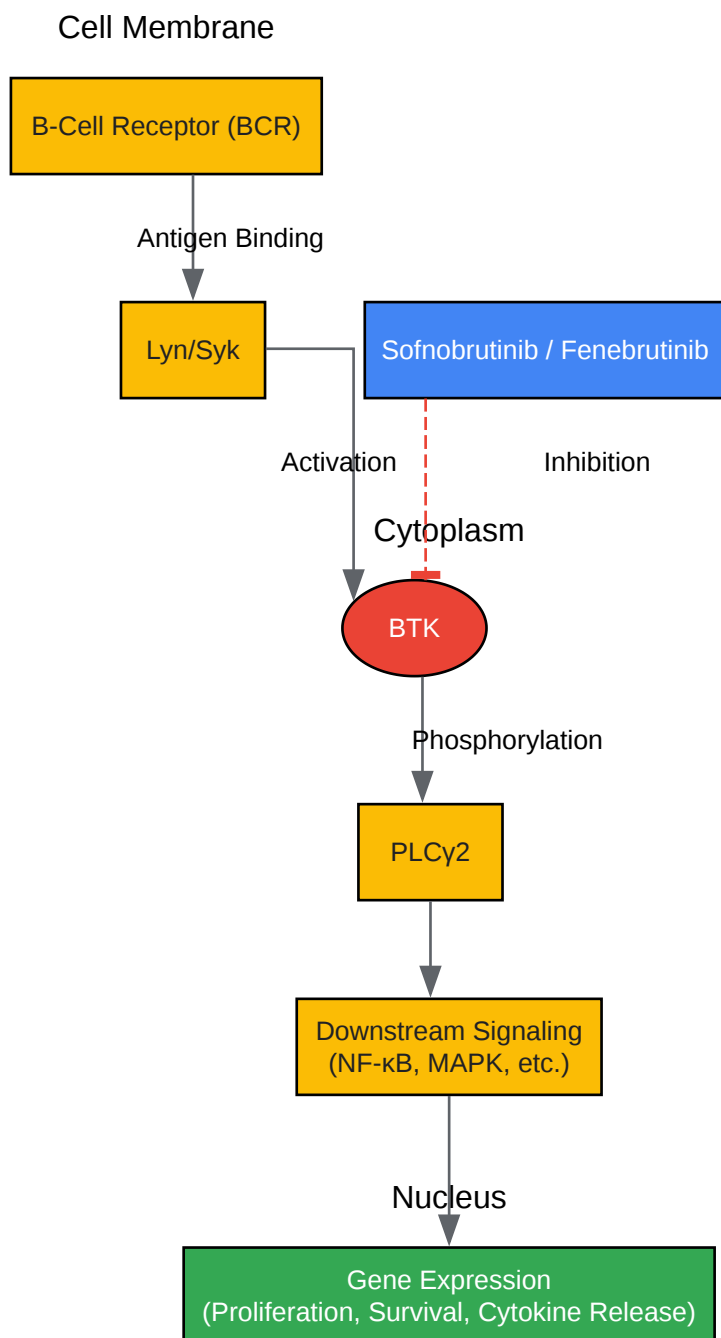 Cell Membrane
B-Cell Receptor (BCR)
Antigen Binding
Lyn/Syk
Sofnobrutinib / Fenebrutinib
Activation
Inhibition
Cytoplasm
BTK
Phosphorylation
PLCγ2
Downstream Signaling
(NF-κB, MAPK, etc.)
Nucleus
Gene Expression
(Proliferation, Survival, Cytokine Release)